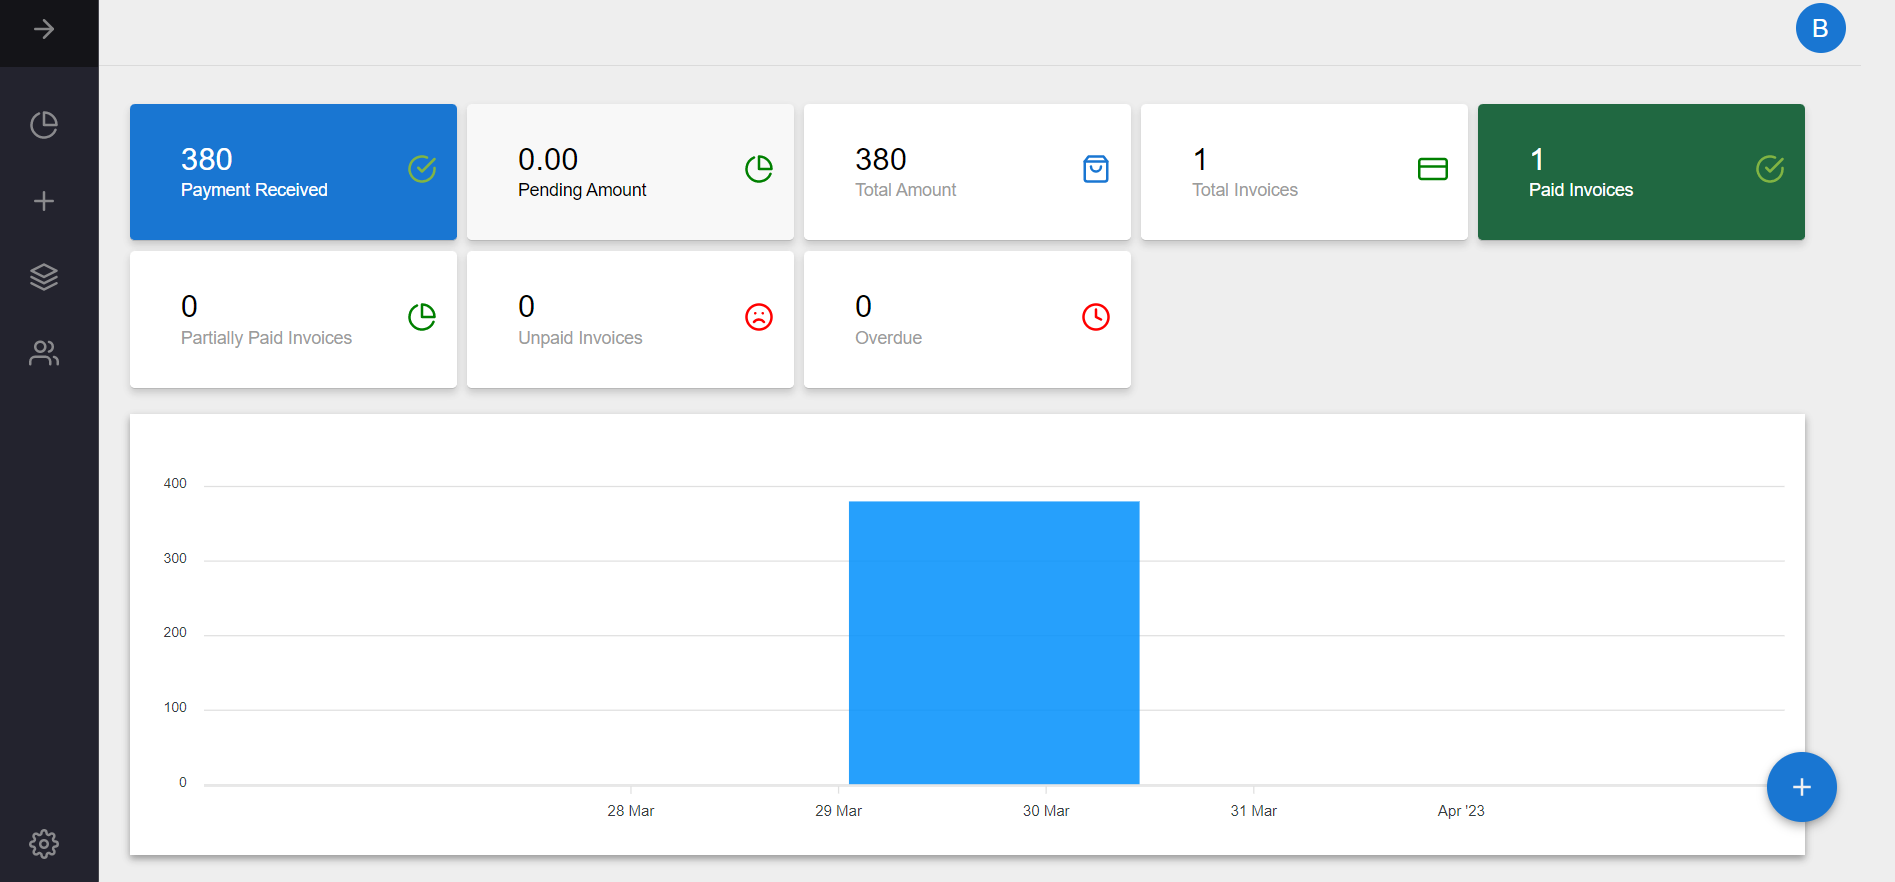 B
380
Payment Received
0.00
Pending Amount
380
Total Amount
1
Total Invoices
1
Paid Invoices
0
Partially Paid Invoices
0
Unpaid Invoices
0
Overdue
400
300
200
100
0
28 Mar
29 Mar
30 Mar
31 Mar
Apr '23